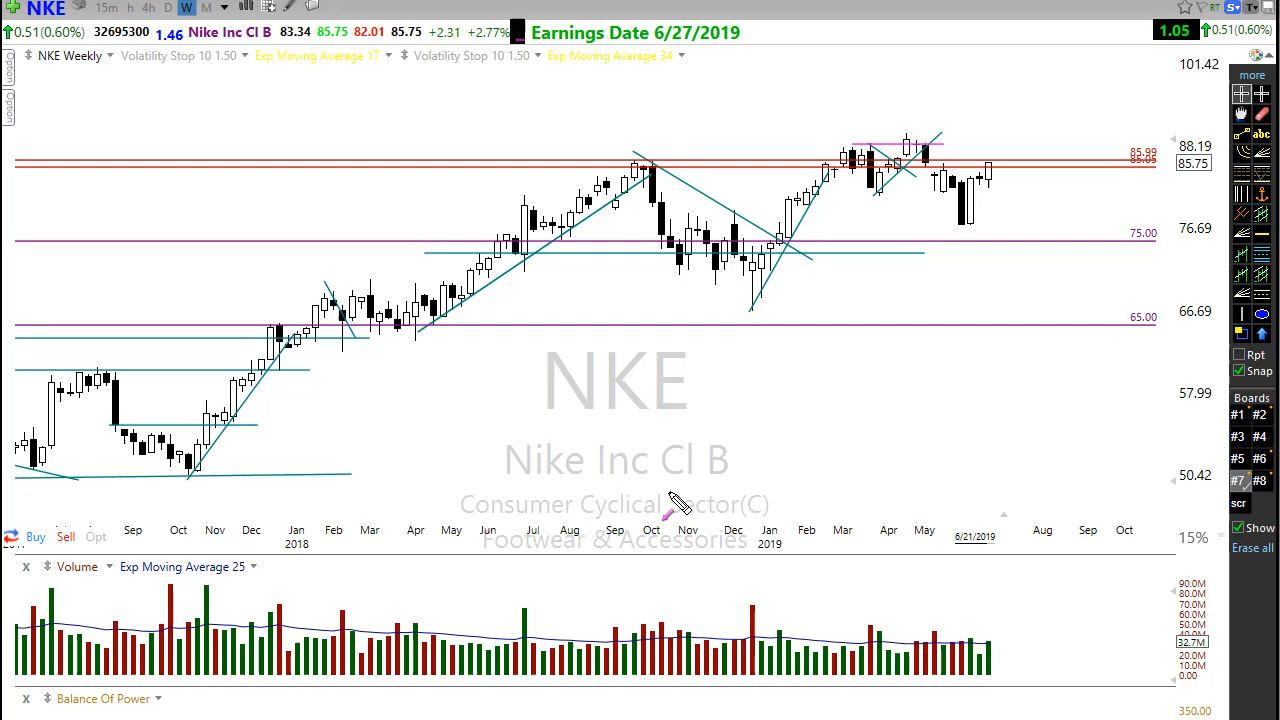 NKE 15m h 4h D W M RT S T
0.51(0.60%) 32695300 1.46 Nike Inc Cl B 83.34 85.75 82.01 85.75 +2.31 +2.77% Earnings Date 6/27/2019 1.05 0.51(0.60%)
NKE Weekly Volatility Stop 10 1.50 Exp Moving Average 17 Volatility Stop 10 1.50 Exp Moving Average 34
Option
Option
101.42
88.19
85.99
85.05
85.75
76.69
75.00
66.69
65.00
57.99
50.42
NKE
Nike Inc Cl B
Consumer Cyclical Sector(C)
Footwear & Accessories
Sep Oct Nov Dec Jan Feb Mar Apr May Jun Jul Aug Sep Oct Nov Dec Jan Feb Mar Apr May 6/21/2019 Aug Sep Oct
2018 2019
Buy Sell Opt
15%
x Volume Exp Moving Average 25
90.0M
80.0M
70.0M
60.0M
50.0M
40.0M
32.7M
20.0M
10.0M
0.00
x Balance Of Power
350.00
more
abc
Rpt
Snap
Boards
#1 #2
#3 #4
#5 #6
#7 #8
scr
Show
Erase all